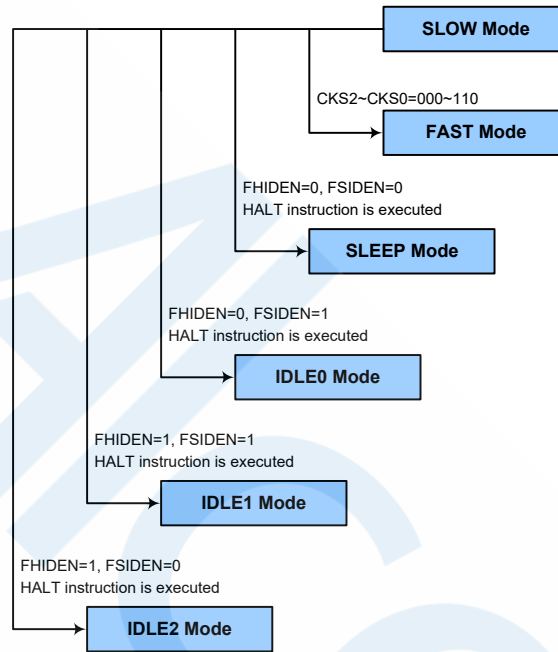 SLOW Mode
CKS2~CKS0=000~110
FAST Mode
FHIDEN=0, FSIDEN=0
HALT instruction is executed
SLEEP Mode
FHIDEN=0, FSIDEN=1
HALT instruction is executed
IDLE0 Mode
FHIDEN=1, FSIDEN=1
HALT instruction is executed
IDLE1 Mode
FHIDEN=1, FSIDEN=0
HALT instruction is executed
IDLE2 Mode